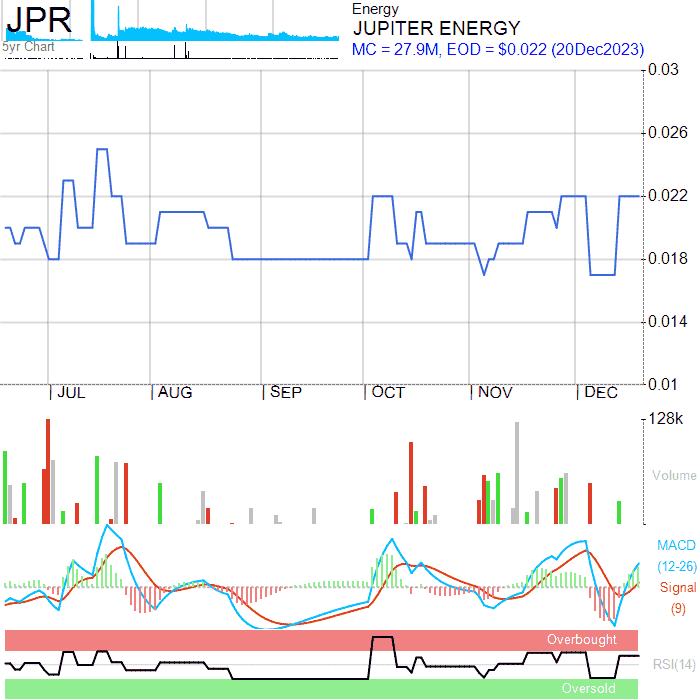 JPR
5yr Chart
Energy
JUPITER ENERGY
MC = 27.9M, EOD = $0.022 (20Dec2023)
0.03
0.026
0.022
0.018
0.014
0.01
JUL AUG SEP OCT NOV DEC
128k
Volume
MACD
(12-26)
Signal
(9)
Overbought
RSI(14)
Oversold